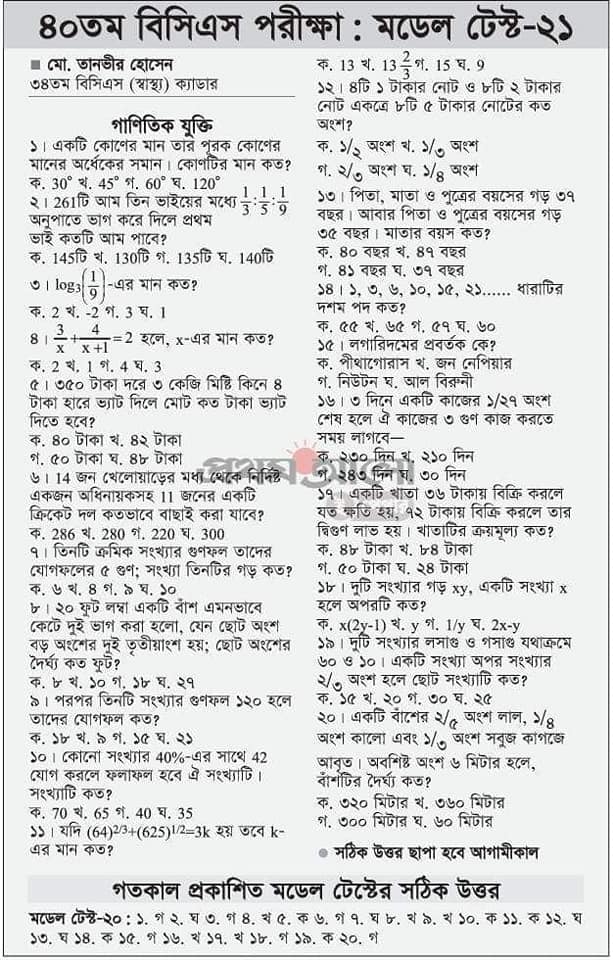 ৪০তম বিসিএস পরীক্ষা : মডেল টেস্ট-২১
■ মো. তানভীর হোসেন
৩৪তম বিসিএস (স্বাস্থ্য) ক্যাডার
গাণিতিক যুক্তি
১। একটি কোণের মান তার পূরক কোণের
মানের অর্ধেকের সমান। কোণটির মান কত?
ক. 30° খ. 45° গ. 60° ঘ. 120°
২। 261টি আম তিন ভাইয়ের মধ্যে 1/3 : 1/5 : 1/9
অনুপাতে ভাগ করে দিলে প্রথম
ভাই কতটি আম পাবে?
ক. 145টি খ. 130টি গ. 135টি ঘ. 140টি
৩। log₃(1/9)-এর মান কত?
ক. 2 খ. -2 গ. 3 ঘ. 1
৪। 3/x + 4/x+1 = 2 হলে, x-এর মান কত?
ক. 2 খ. 1 গ. 4 ঘ. 3
৫। ৩৫০ টাকা দরে ৩ কেজি মিষ্টি কিনে ৪
টাকা হারে ভ্যাট দিলে মোট কত টাকা ভ্যাট
দিতে হবে?
ক. ৪০ টাকা খ. ৪২ টাকা
গ. ৫০ টাকা ঘ. ৪৮ টাকা
৬। 14 জন খেলোয়াড়ের মধ্য থেকে নির্দিষ্ট
একজন অধিনায়কসহ 11 জনের একটি
ক্রিকেট দল কতভাবে বাছাই করা যাবে?
ক. 286 খ. 280 গ. 220 ঘ. 300
৭। তিনটি ক্রমিক সংখ্যার গুণফল তাদের
যোগফলের ৫ গুণ; সংখ্যা তিনটির গড় কত?
ক. ৬ খ. ৪ গ. ৯ ঘ. ১০
৮। ২০ ফুট লম্বা একটি বাঁশ এমনভাবে
কেটে দুই ভাগ করা হলো, যেন ছোট অংশ
বড় অংশের দুই তৃতীয়াংশ হয়; ছোট অংশের
দৈর্ঘ্য কত ফুট?
ক. ৮ খ. ১০ গ. ১৮ ঘ. ২৭
৯। পরপর তিনটি সংখ্যার গুণফল ১২০ হলে
তাদের যোগফল কত?
ক. ১৮ খ. ৯ গ. ১৫ ঘ. ২১
১০। কোনো সংখ্যার 40%-এর সাথে 42
যোগ করলে ফলাফল হবে ঐ সংখ্যাটি।
সংখ্যাটি কত?
ক. 70 খ. 65 গ. 40 ঘ. 35
১১। যদি (64)^2/3+(625)^1/2=3k হয় তবে k-
এর মান কত?
ক. 13 খ. 13 2/3 গ. 15 ঘ. 9
১২। ৪টি ১ টাকার নোট ও ৮টি ২ টাকার
নোট একত্রে ৮টি ৫ টাকার নোটের কত
অংশ?
ক. ১/২ অংশ খ. ১/৩ অংশ
গ. ২/৩ অংশ ঘ. ১/৪ অংশ
১৩। পিতা, মাতা ও পুত্রের বয়সের গড় ৩৭
বছর। আবার পিতা ও পুত্রের বয়সের গড়
৩৫ বছর। মাতার বয়স কত?
ক. ৪০ বছর খ. ৪৭ বছর
গ. ৪১ বছর ঘ. ৩৭ বছর
১৪। ১, ৩, ৬, ১০, ১৫, ২১...... ধারাটির
দশম পদ কত?
ক. ৫৫ খ. ৬৫ গ. ৫৭ ঘ. ৬০
১৫। লগারিদমের প্রবর্তক কে?
ক. পীথাগোরাস খ. জন নেপিয়ার
গ. নিউটন ঘ. আল বিরুনী
১৬। ৩ দিনে একটি কাজের ১/২৭ অংশ
শেষ হলে ঐ কাজের ৩ গুণ কাজ করতে
সময় লাগবে—
ক. ২৩০ দিন খ. ২১০ দিন
গ. ২৪৩ দিন ঘ. ৩০ দিন
১৭। একটি খাতা ৩৬ টাকায় বিক্রি করলে
যত ক্ষতি হয়, ৭২ টাকায় বিক্রি করলে তার
দ্বিগুণ লাভ হয়। খাতাটির ক্রয়মূল্য কত?
ক. ৪৮ টাকা খ. ৮৪ টাকা
গ. ৫০ টাকা ঘ. ২৪ টাকা
১৮। দুটি সংখ্যার গড় xy, একটি সংখ্যা x
হলে অপরটি কত?
ক. x(2y-1) খ. y গ. 1/y ঘ. 2x-y
১৯। দুটি সংখ্যার লসাগু ও গসাগু যথাক্রমে
৬০ ও ১০। একটি সংখ্যা অপর সংখ্যার
২/৩ অংশ হলে ছোট সংখ্যাটি কত?
ক. ১৫ খ. ২০ গ. ৩০ ঘ. ২৫
২০। একটি বাঁশের ২/৫ অংশ লাল, ১/৪
অংশ কালো এবং ১/৩ অংশ সবুজ কাগজে
আবৃত। অবশিষ্ট অংশ ৬ মিটার হলে,
বাঁশটির দৈর্ঘ্য কত?
ক. ৩২০ মিটার খ. ৩৬০ মিটার
গ. ৩০০ মিটার ঘ. ৬০ মিটার
● সঠিক উত্তর ছাপা হবে আগামীকাল
প্রথম আলো
গতকাল প্রকাশিত মডেল টেস্টের সঠিক উত্তর
মডেল টেস্ট-২০ : ১. গ ২. ঘ ৩. গ ৪. খ ৫. ক ৬. গ ৭. ঘ ৮. খ ৯. খ ১০. ক ১১. ক ১২. ঘ
১৩. ঘ ১৪. ক ১৫. গ ১৬. খ ১৭. খ ১৮. গ ১৯. ক ২০. গ